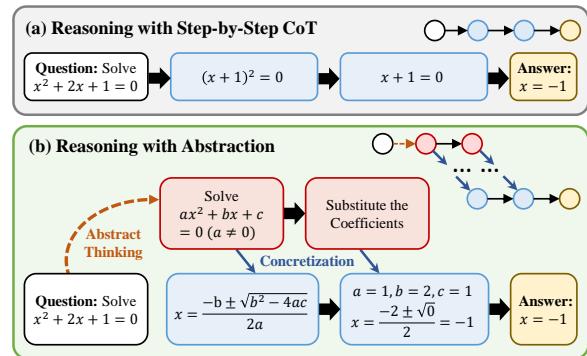 (a) Reasoning with Step-by-Step CoT
Question: Solve
x² + 2x + 1 = 0
(x + 1)² = 0
x + 1 = 0
Answer:
x = −1
(b) Reasoning with Abstraction
... ...
Solve
ax² + bx + c
= 0 (a ≠ 0)
Substitute the
Coefficients
Abstract
Thinking
Concretization
Question: Solve
x² + 2x + 1 = 0
x = (−b ± √(b² − 4ac))/(2a)
a = 1, b = 2, c = 1
x = (−2 ± √0)/2 = −1
Answer:
x = −1